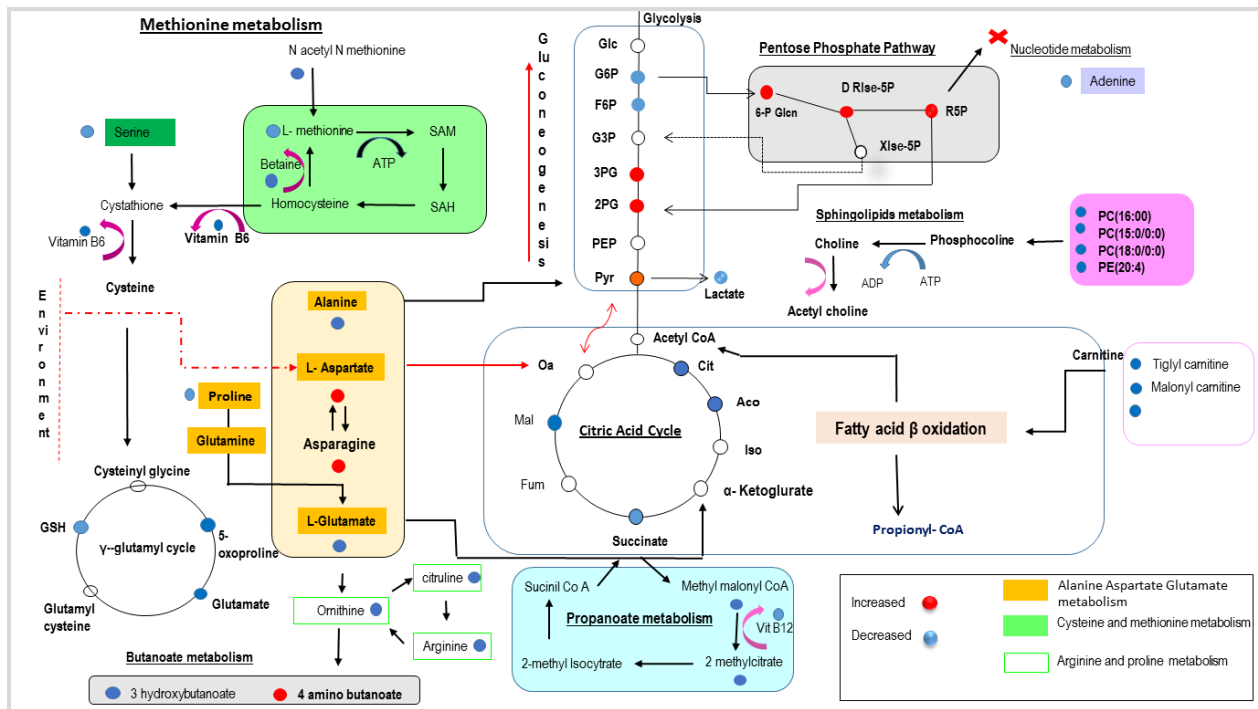 Methionine metabolism
N acetyl N methionine
Serine
L- methionine
SAM
Betaine
ATP
Cystathione
Homocysteine
SAH
Vitamin B6
Vitamin B6
Cysteine
Environment
Gluconeogenesis
Glycolysis
Glc
G6P
F6P
G3P
3PG
2PG
PEP
Pyr
Lactate
Pentose Phosphate Pathway
Nucleotide metabolism
Adenine
D RIse-5P
6-P Glcn
R5P
Xlse-5P
Sphingolipids metabolism
Choline
Phosphocoline
ADP
ATP
Acetyl choline
PC(16:00)
PC(15:0/0:0)
PC(18:0/0:0)
PE(20:4)
Alanine
L- Aspartate
Asparagine
L-Glutamate
Proline
Glutamine
Cysteinyl glycine
GSH
γ--glutamyl cycle
5-
oxoproline
Glutamyl
cysteine
Glutamate
Ornithine
citruline
Arginine
Butanoate metabolism
3 hydroxybutanoate
4 amino butanoate
Acetyl CoA
Oa
Cit
Aco
Mal
Citric Acid Cycle
Iso
Fum
α- Ketoglurate
Succinate
Fatty acid β oxidation
Propionyl- CoA
Carnitine
Tiglyl carnitine
Malonyl carnitine
Sucinil Co A
Methyl malonyl CoA
Propanoate metabolism
Vit B12
2-methyl Isocytrate
2 methylcitrate
Increased
Decreased
Alanine Aspartate Glutamate
metabolism
Cysteine and methionine metabolism
Arginine and proline metabolism